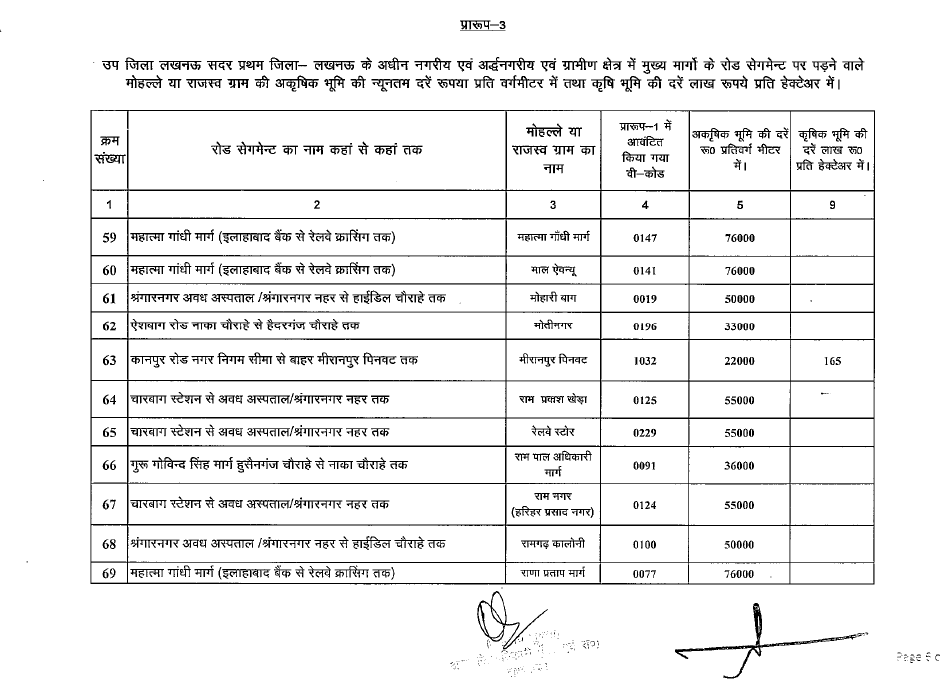 प्रारूप–3
उप जिला लखनऊ सदर प्रथम जिला– लखनऊ के अधीन नगरीय एवं अर्द्धनगरीय एवं ग्रामीण क्षेत्र में मुख्य मार्गो के रोड सेगमेन्ट पर पड़ने वाले
मोहल्ले या राजस्व ग्राम की अकृषिक भूमि की न्यूनतम दरें रूपया प्रति वर्गमीटर में तथा कृषि भूमि की दरें लाख रूपये प्रति हेक्टेअर में।
क्रम संख्या रोड सेगमेन्ट का नाम कहां से कहां तक मोहल्ले या राजस्व ग्राम का नाम प्रारूप–1 में आवंटित किया गया वी–कोड अकृषिक भूमि की दरें रू0 प्रतिवर्ग मीटर में। कृषिक भूमि की दरें लाख रू0 प्रति हेक्टेअर में।
1 2 3 4 5 9
59 महात्मा गांधी मार्ग (इलाहाबाद बैंक से रेलवे क्रासिंग तक) महात्मा गाँधी मार्ग 0147 76000
60 महात्मा गांधी मार्ग (इलाहाबाद बैंक से रेलवे क्रासिंग तक) माल ऐवन्यू 0141 76000
61 श्रंगारनगर अवध अस्पताल /श्रंगारनगर नहर से हाईडिल चौराहे तक मोहारी बाग 0019 50000
62 ऐशबाग रोड नाका चौराहे से हैदरगंज चौराहे तक मोतीनगर 0196 33000
63 कानपुर रोड नगर निगम सीमा से बाहर मीरानपुर पिनवट तक मीरानपुर पिनवट 1032 22000 165
64 चारबाग स्टेशन से अवध अस्पताल/श्रंगारनगर नहर तक राम प्रकश खेड़ा 0125 55000
65 चारबाग स्टेशन से अवध अस्पताल/श्रंगारनगर नहर तक रेलवे स्टोर 0229 55000
66 गुरू गोविन्द सिंह मार्ग हुसैनगंज चौराहे से नाका चौराहे तक राम पाल अधिकारी मार्ग 0091 36000
67 चारबाग स्टेशन से अवध अस्पताल/श्रंगारनगर नहर तक राम नगर (हरिहर प्रसाद नगर) 0124 55000
68 श्रंगारनगर अवध अस्पताल /श्रंगारनगर नहर से हाईडिल चौराहे तक रामगढ़ कालोनी 0100 50000
69 महात्मा गांधी मार्ग (इलाहाबाद बैंक से रेलवे क्रासिंग तक) राणा प्रताप मार्ग 0077 76000
Page